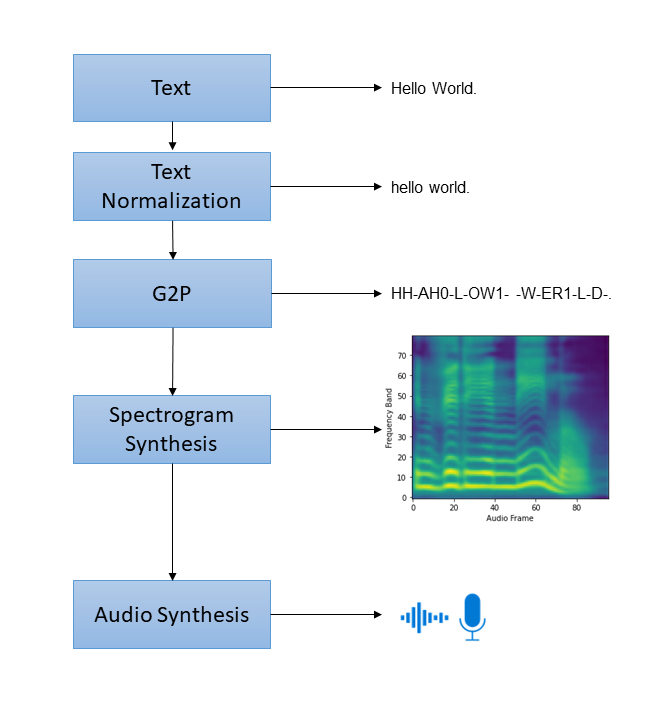 Text
Hello World.
Text
Normalization
hello world.
G2P
HH-AH0-L-OW1- -W-ER1-L-D-.
Spectrogram
Synthesis
Frequency Band
70
60
50
40
30
20
10
0
0 20 40 60 80
Audio Frame
Audio Synthesis